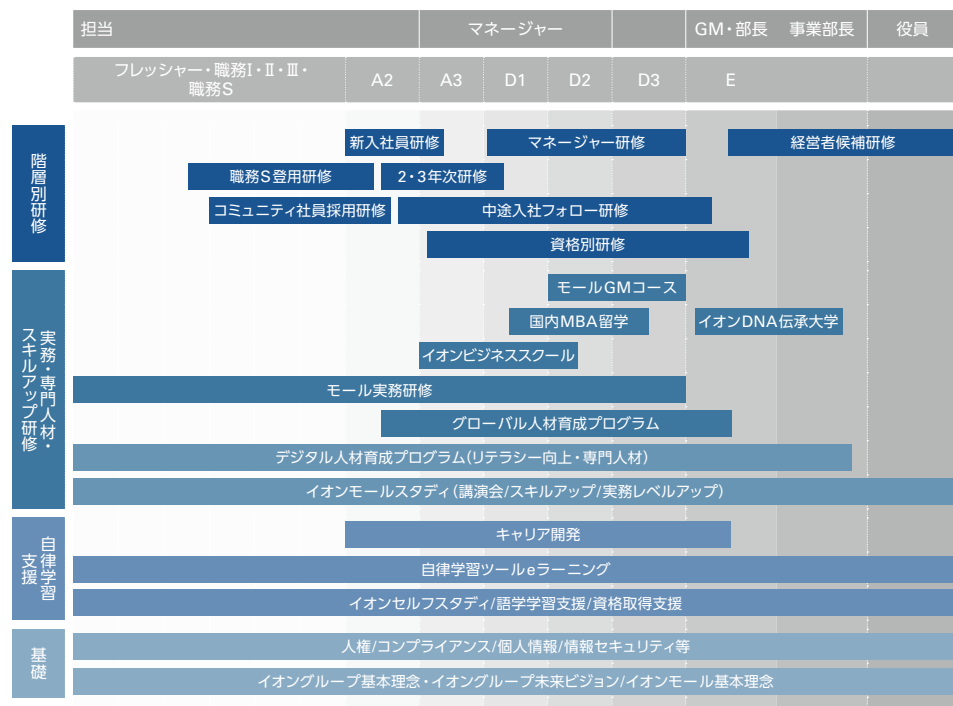 担当
マネージャー
GM・部長
事業部長
役員
フレッシャー・職務Ⅰ・Ⅱ・Ⅲ・
職務S
A2
A3
D1
D2
D3
E
階層別研修
新入社員研修
マネージャー研修
経営者候補研修
職務S登用研修
2・3年次研修
コミュニティ社員採用研修
中途入社フォロー研修
資格別研修
実務・専門人材・
スキルアップ研修
モールGMコース
国内MBA留学
イオンDNA伝承大学
イオンビジネススクール
モール実務研修
グローバル人材育成プログラム
デジタル人材育成プログラム(リテラシー向上・専門人材)
イオンモールスタディ(講演会/スキルアップ/実務レベルアップ)
自律学習
支援
キャリア開発
自律学習ツールeラーニング
イオンセルフスタディ/語学学習支援/資格取得支援
基礎
人権/コンプライアンス/個人情報/情報セキュリティ等
イオングループ基本理念・イオングループ未来ビジョン/イオンモール基本理念